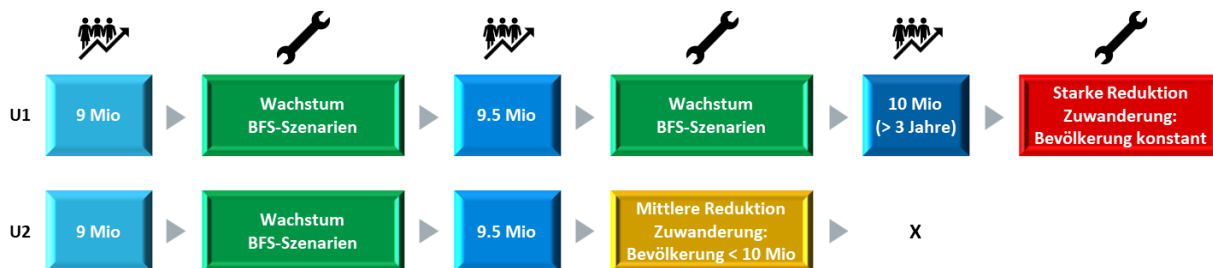 U1
9 Mio
Wachstum
BFS-Szenarien
9.5 Mio
Wachstum
BFS-Szenarien
10 Mio
(> 3 Jahre)
Starke Reduktion
Zuwanderung:
Bevölkerung konstant
U2
9 Mio
Wachstum
BFS-Szenarien
9.5 Mio
Mittlere Reduktion
Zuwanderung:
Bevölkerung < 10 Mio
X